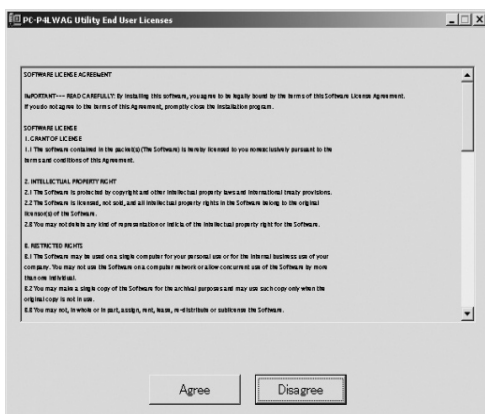 PC-P4LWAG Utility End User Licenses
SOFTWARE LICENSE AGREEMENT
IMPORTANT--- READ CAREFULLY: By installing this software, you agree to be legally bound by the terms of this Software License Agreement.
If you do not agree to the terms of this Agreement, promptly close the installation program.
SOFTWARE LICENSE
1. GRANT OF LICENSE
1.1 The software contained in the packet(s) (The Software) is hereby licensed to you nonexclusively pursuant to the
terms and conditions of this Agreement.
2. INTELLECTUAL PROPERTY RIGHT
2.1 The Software is protected by copyright and other intellectual property laws and international treaty provisions.
2.2 The Software is licensed, not sold, and all intellectual property rights in the Software belong to the original
licensor(s) of the Software.
2.3 You may not delete any kind of representation or indicia of the intellectual property right for the Software.
3. RESTRICTED RIGHTS
3.1 The Software may be used on a single computer for your personal use or for the internal business use of your
company. You may not use the Software on a computer network or allow concurrent use of the Software by more
than one individual.
3.2 You may make a single copy of the Software for the archival purposes and may use such copy only when the
original copy is not in use.
3.3 You may not, in whole or in part, assign, rent, lease, re-distribute or sublicense the Software.
Agree
Disagree